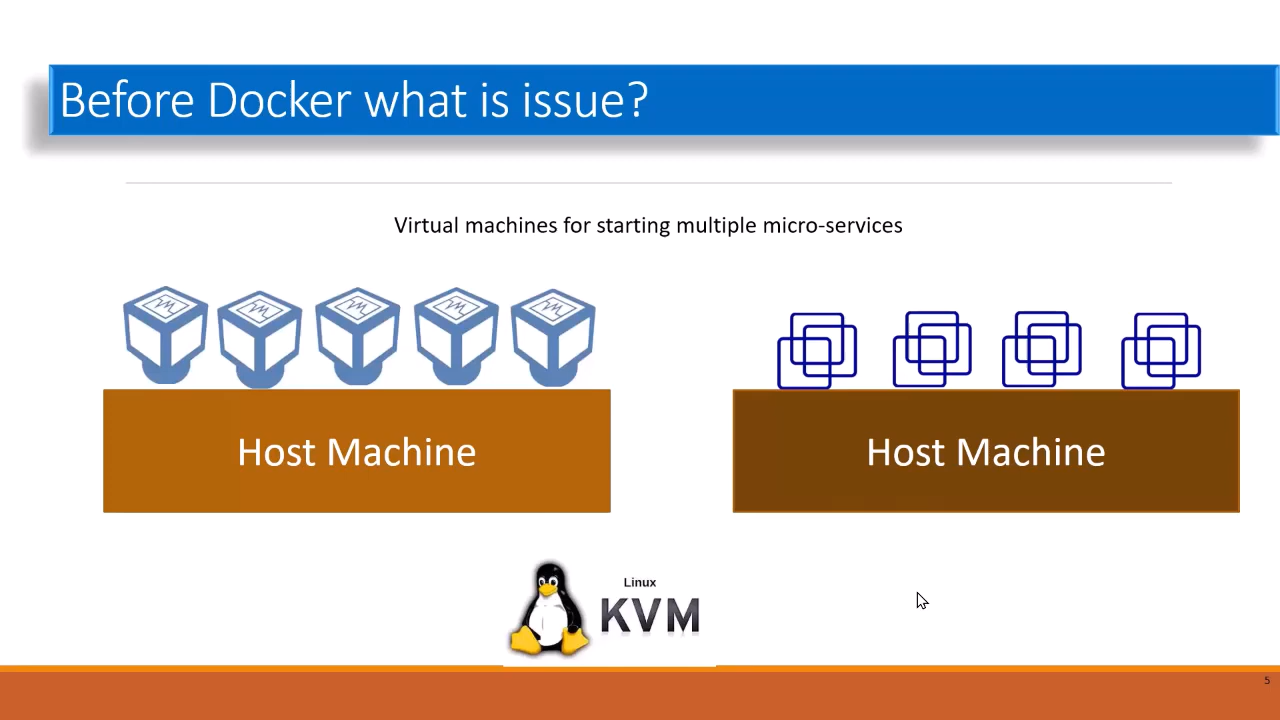 Before Docker what is issue?
Virtual machines for starting multiple micro-services
Host Machine
Host Machine
Linux
KVM
5